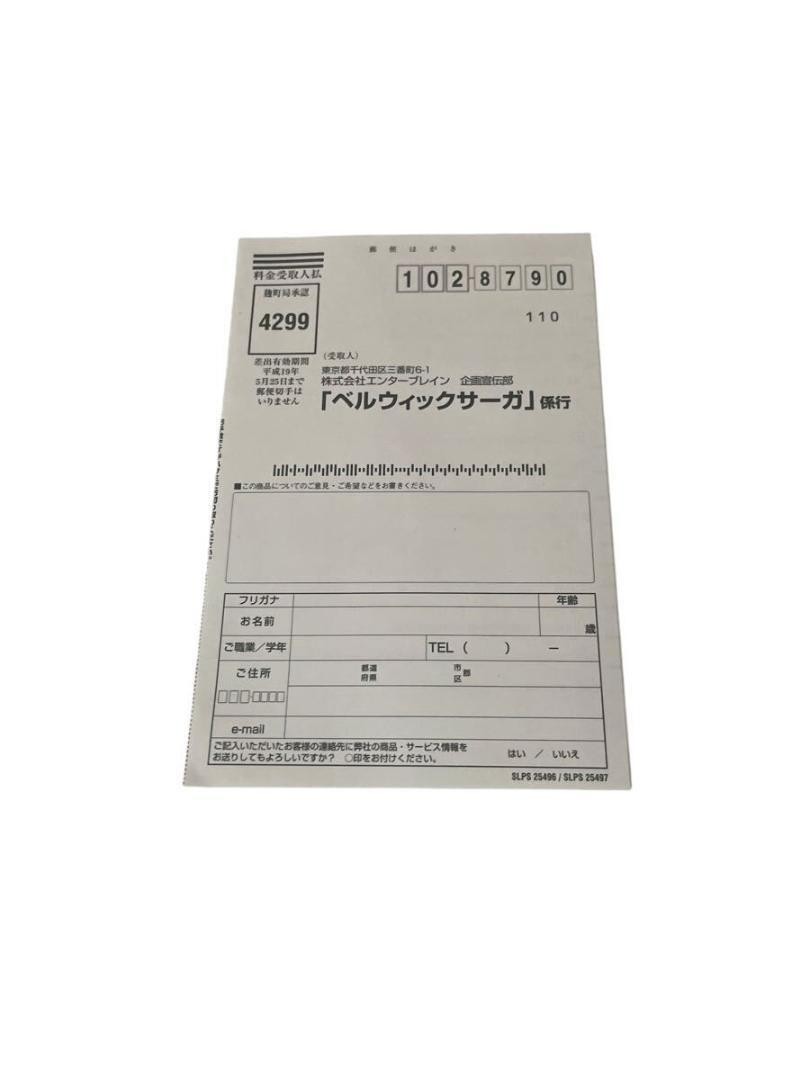 郵便はがき
料金受取人払
102-8790
麹町局承認
4299
110
差出有効期間
平成19年
5月25日まで
郵便切手は
いりません
(受取人)
東京都千代田区三番町6-1
株式会社エンターブレイン 企画宣伝部
「ベルウィックサーガ」係行
■この商品についてのご意見・ご希望などをお書きください。
フリガナ 年齢
お名前 歳
ご職業/学年 TEL ( ) −
ご住所 都道府県 市郡区
e-mail
ご記入いただいたお客様の連絡先に弊社の商品・サービス情報を
お送りしてもよろしいですか? ○印をお付けください。 はい / いいえ
SLPS 25496 / SLPS 25497